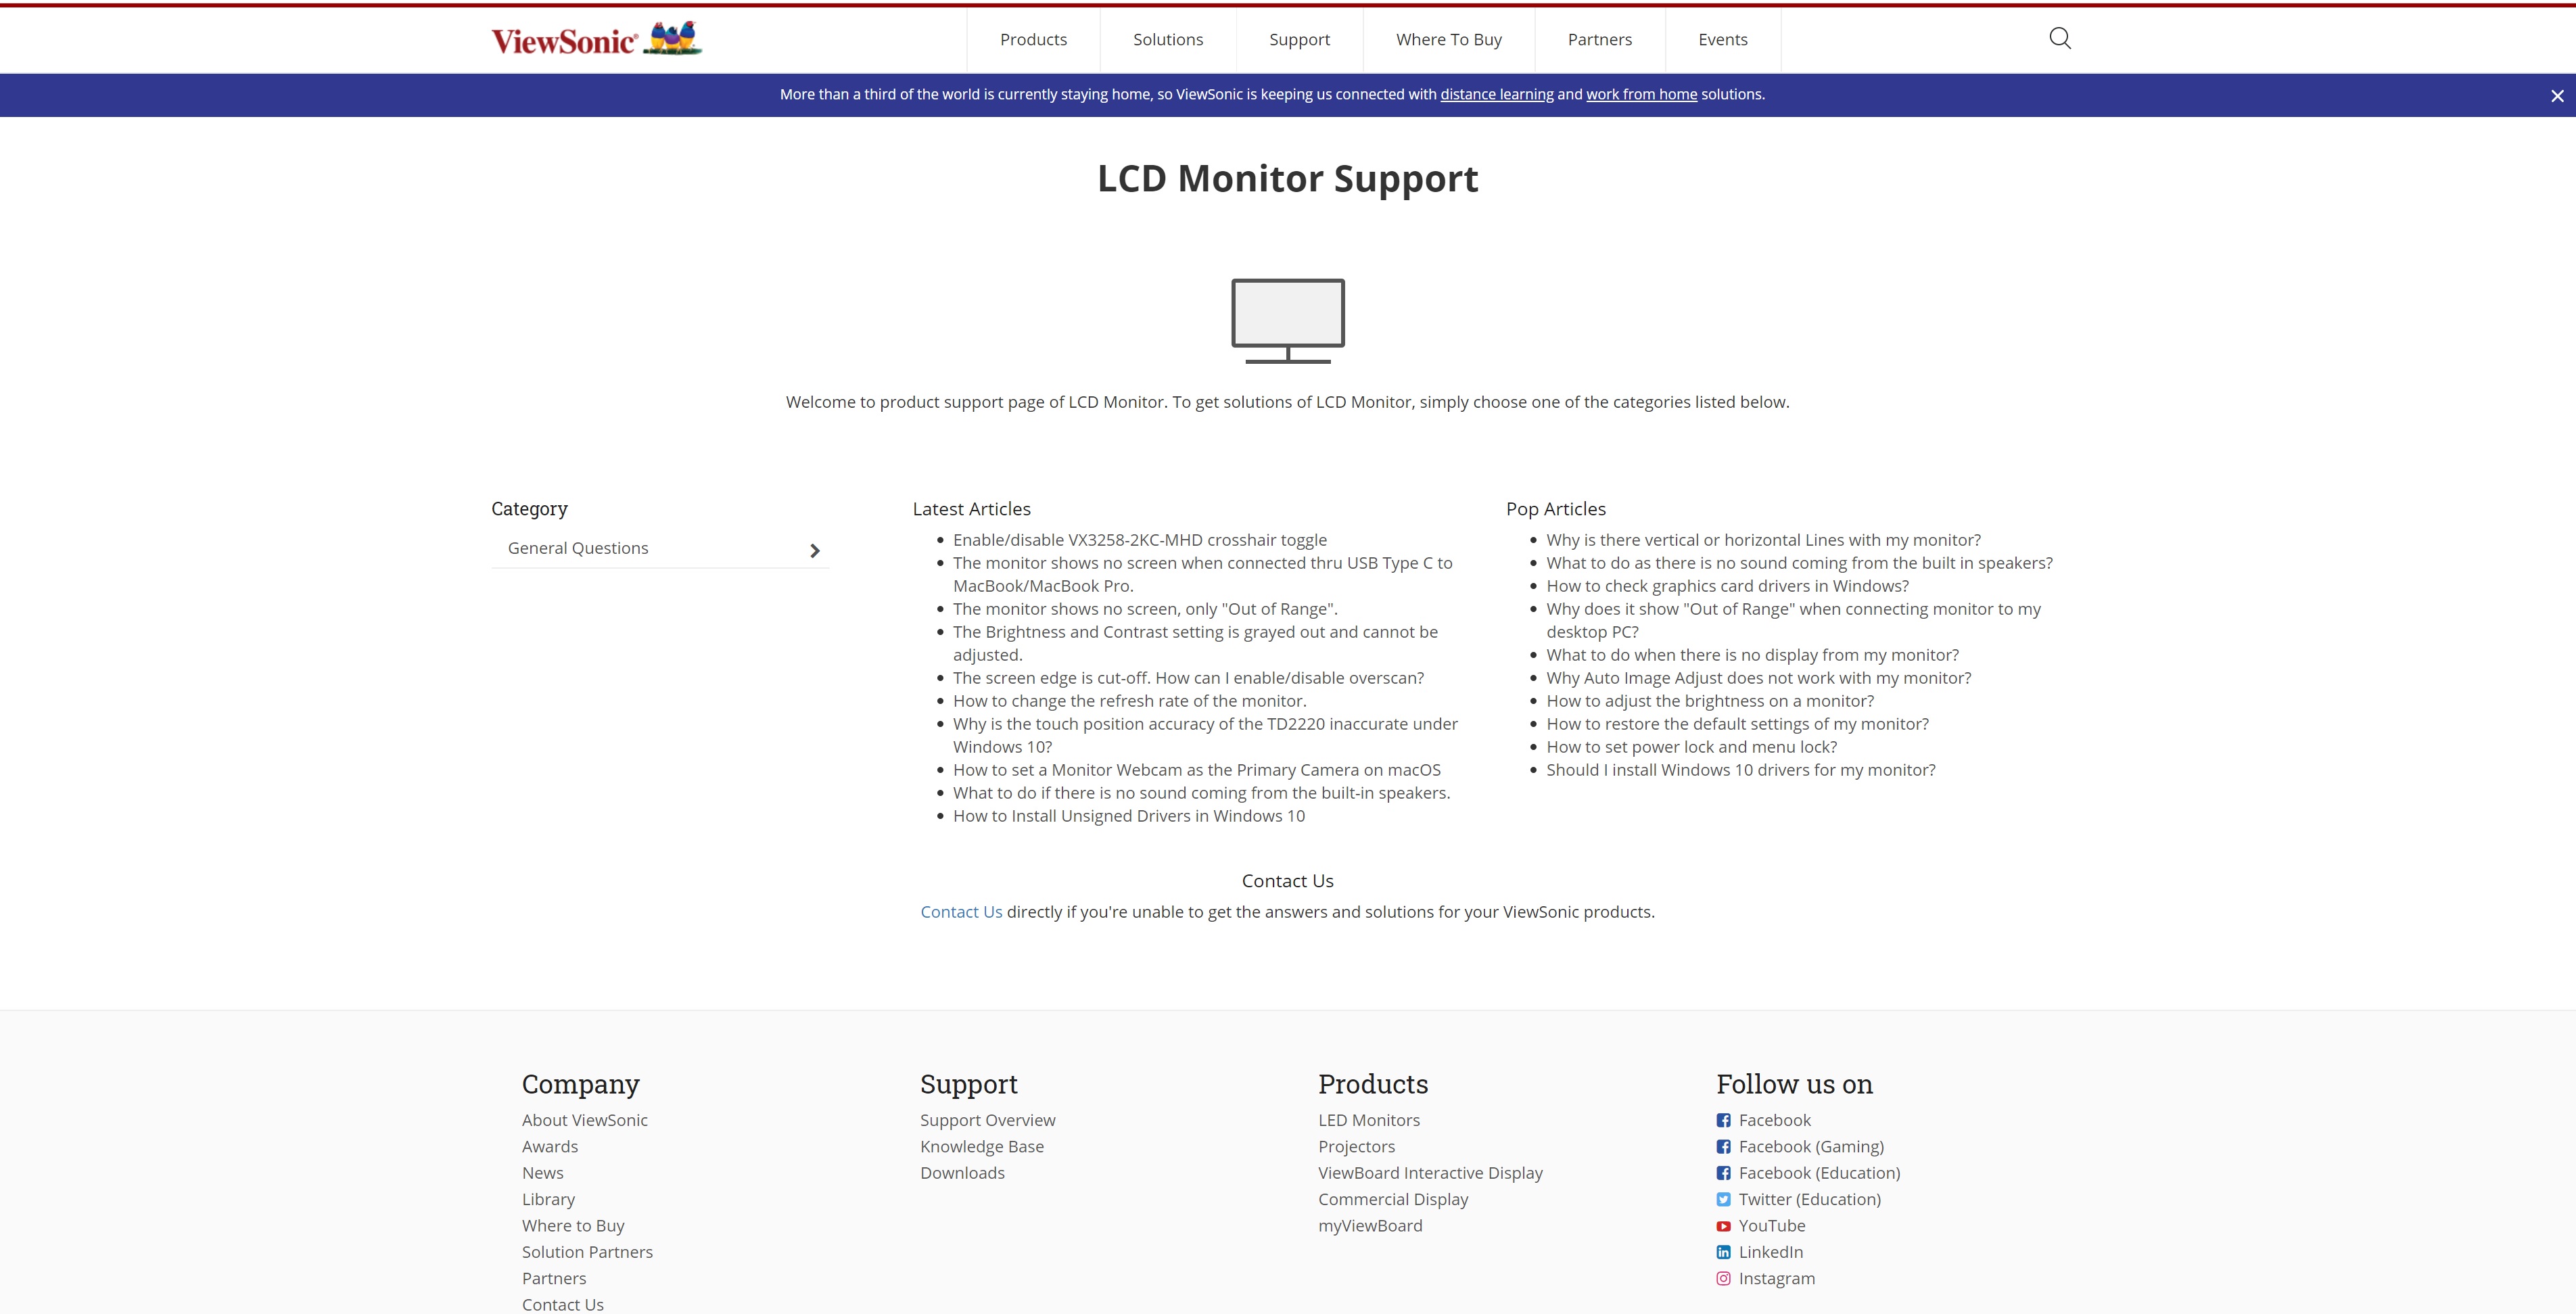 ViewSonic®
Products
Solutions
Support
Where To Buy
Partners
Events
More than a third of the world is currently staying home, so ViewSonic is keeping us connected with distance learning and work from home solutions.
LCD Monitor Support
Welcome to product support page of LCD Monitor. To get solutions of LCD Monitor, simply choose one of the categories listed below.
Category
General Questions
Latest Articles
Enable/disable VX3258-2KC-MHD crosshair toggle
The monitor shows no screen when connected thru USB Type C to
MacBook/MacBook Pro.
The monitor shows no screen, only "Out of Range".
The Brightness and Contrast setting is grayed out and cannot be
adjusted.
The screen edge is cut-off. How can I enable/disable overscan?
How to change the refresh rate of the monitor.
Why is the touch position accuracy of the TD2220 inaccurate under
Windows 10?
How to set a Monitor Webcam as the Primary Camera on macOS
What to do if there is no sound coming from the built-in speakers.
How to Install Unsigned Drivers in Windows 10
Pop Articles
Why is there vertical or horizontal Lines with my monitor?
What to do as there is no sound coming from the built in speakers?
How to check graphics card drivers in Windows?
Why does it show "Out of Range" when connecting monitor to my
desktop PC?
What to do when there is no display from my monitor?
Why Auto Image Adjust does not work with my monitor?
How to adjust the brightness on a monitor?
How to restore the default settings of my monitor?
How to set power lock and menu lock?
Should I install Windows 10 drivers for my monitor?
Contact Us
Contact Us directly if you're unable to get the answers and solutions for your ViewSonic products.
Company
About ViewSonic
Awards
News
Library
Where to Buy
Solution Partners
Partners
Contact Us
Support
Support Overview
Knowledge Base
Downloads
Products
LED Monitors
Projectors
ViewBoard Interactive Display
Commercial Display
myViewBoard
Follow us on
Facebook
Facebook (Gaming)
Facebook (Education)
Twitter (Education)
YouTube
LinkedIn
Instagram